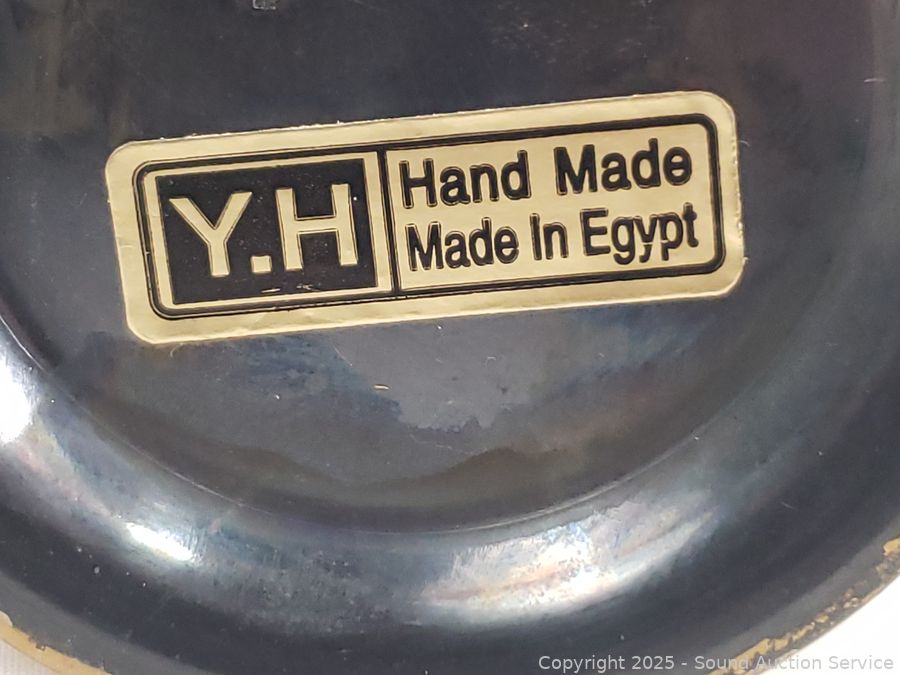 Y.H
Hand Made
Made In Egypt
Copyright 2025 - Sound Auction Service